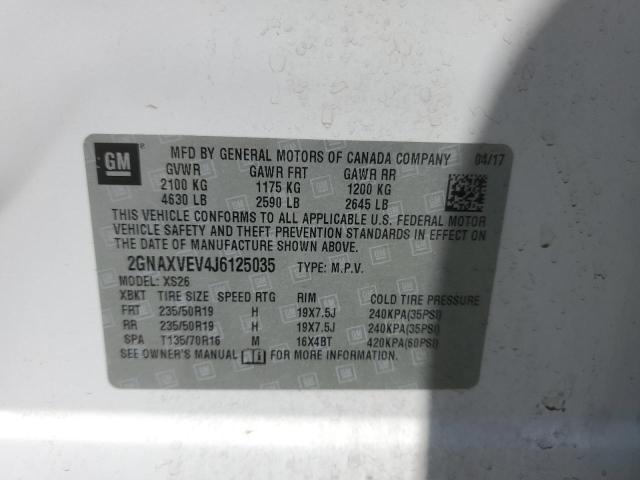 GM MFD BY GENERAL MOTORS OF CANADA COMPANY 04/17
GVWR GAWR FRT GAWR RR
2100 KG 1175 KG 1200 KG
4630 LB 2590 LB 2645 LB
THIS VEHICLE CONFORMS TO ALL APPLICABLE U.S. FEDERAL MOTOR
VEHICLE SAFETY AND THEFT PREVENTION STANDARDS IN EFFECT ON
THE DATE OF MANUFACTURE SHOWN ABOVE.
2GNAXVEV4J6125035 TYPE: M.P.V.
MODEL: XS26
XBKT TIRE SIZE SPEED RTG RIM COLD TIRE PRESSURE
FRT 235/50R19 H 19X7.5J 240KPA(35PSI)
RR 235/50R19 H 19X7.5J 240KPA(35PSI)
SPA T135/70R16 M 16X4BT 420KPA(60PSI)
SEE OWNER'S MANUAL FOR MORE INFORMATION.